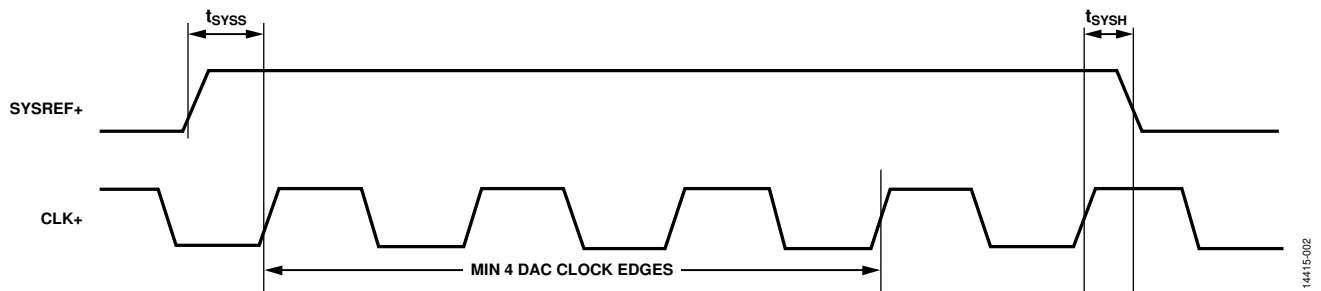 tSYSS
tSYSH
SYSREF+
CLK+
MIN 4 DAC CLOCK EDGES
14415-002